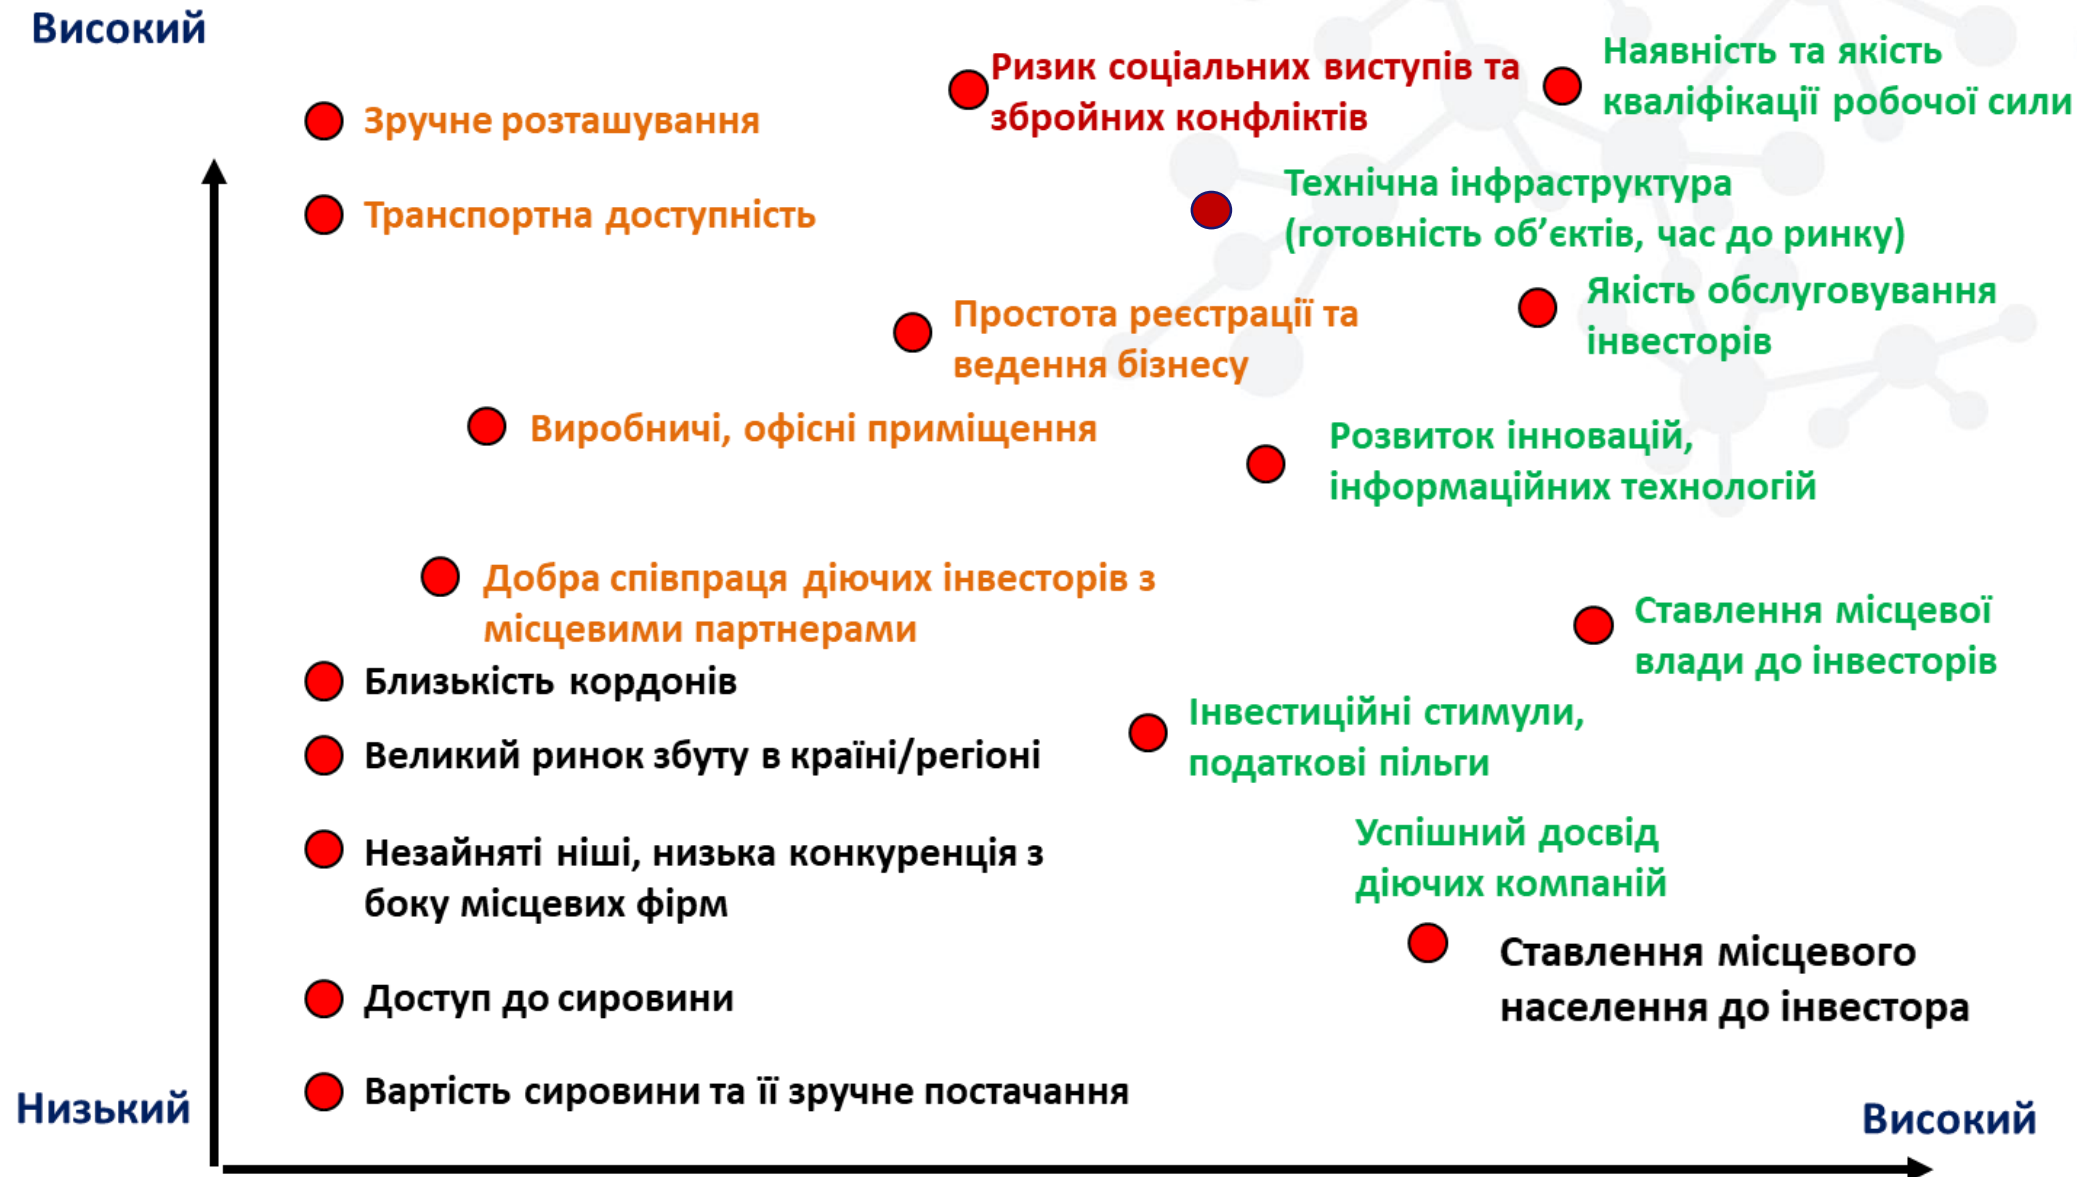 Високий
Ризик соціальних виступів та
збройних конфліктів
Наявність та якість
кваліфікації робочої сили
Зручне розташування
Технічна інфраструктура
(готовність об’єктів, час до ринку)
Транспортна доступність
Якість обслуговування
інвесторів
Простота реєстрації та
ведення бізнесу
Виробничі, офісні приміщення
Розвиток інновацій,
інформаційних технологій
Добра співпраця діючих інвесторів з
місцевими партнерами
Ставлення місцевої
влади до інвесторів
Близькість кордонів
Інвестиційні стимули,
податкові пільги
Великий ринок збуту в країні/регіоні
Успішний досвід
діючих компаній
Незайняті ніші, низька конкуренція з
боку місцевих фірм
Ставлення місцевого
населення до інвестора
Доступ до сировини
Вартість сировини та її зручне постачання
Низький
Високий